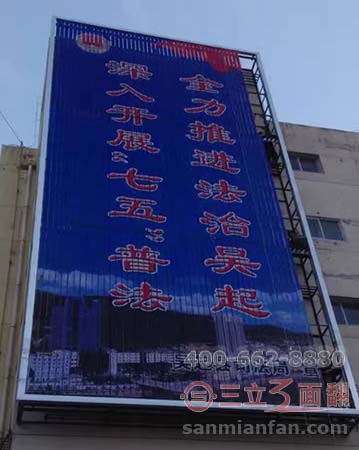 深入开展“七五”普法
全力推进法治吴起
400-662-8880
三立3面翻
sanmianfan.com